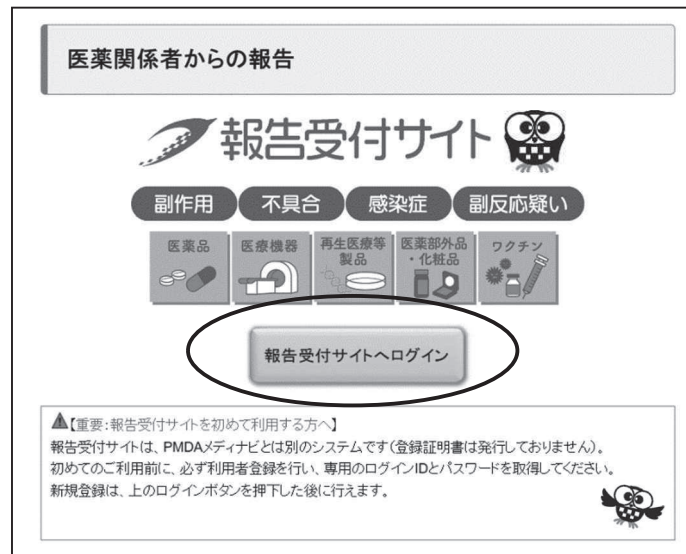 医薬関係者からの報告
報告受付サイト
副作用 不具合 感染症 副反応疑い
医薬品 医療機器 再生医療等製品 医薬部外品・化粧品 ワクチン
報告受付サイトへログイン
【重要:報告受付サイトを初めて利用する方へ】
報告受付サイトは、PMDAメディナビとは別のシステムです(登録証明書は発行しておりません)。
初めてのご利用前に、必ず利用者登録を行い、専用のログインIDとパスワードを取得してください。
新規登録は、上のログインボタンを押下した後に行えます。